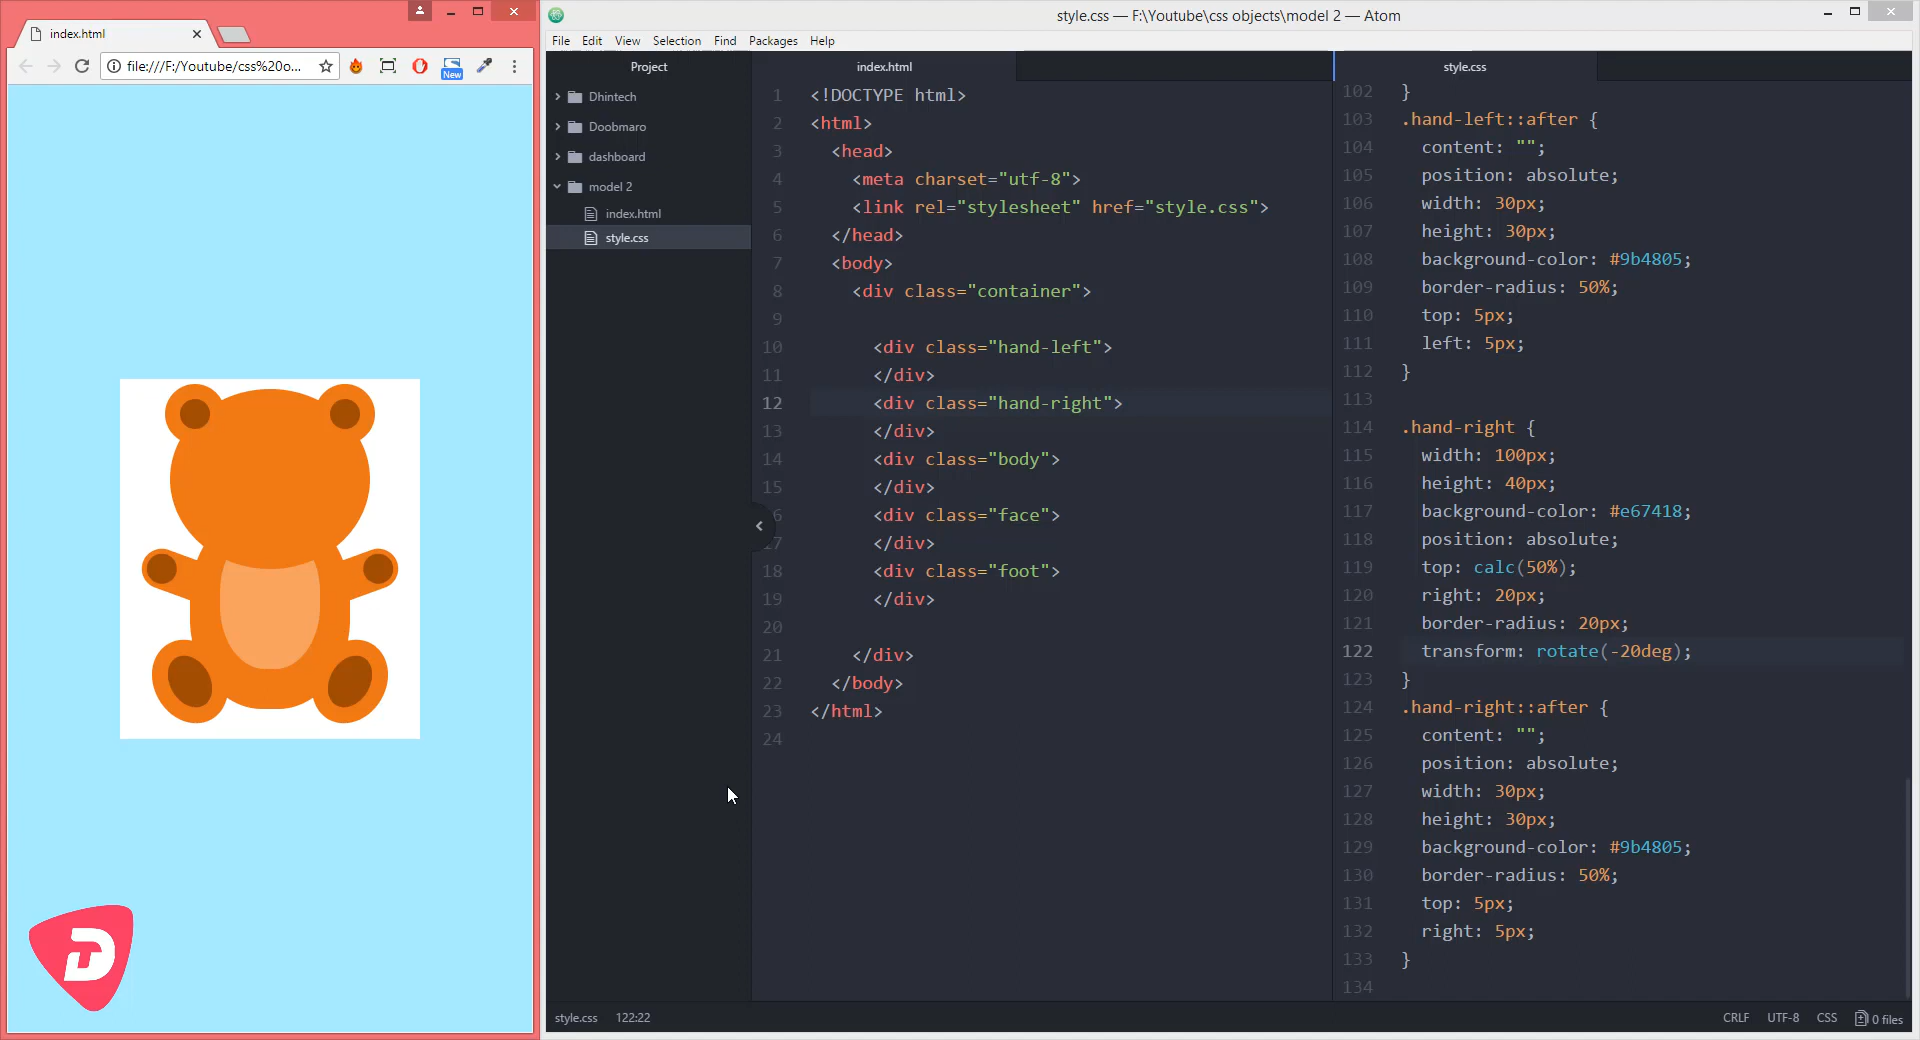 index.html
file:///F:/Youtube/css%20o...
New
style.css — F:\Youtube\css objects\model 2 — Atom
File Edit View Selection Find Packages Help
Project
Dhintech
Doobmaro
dashboard
model 2
index.html
style.css
index.html
1 <!DOCTYPE html>
2 <html>
3 <head>
4 <meta charset="utf-8">
5 <link rel="stylesheet" href="style.css">
6 </head>
7 <body>
8 <div class="container">
9
10 <div class="hand-left">
11 </div>
12 <div class="hand-right">
13 </div>
14 <div class="body">
15 </div>
6 <div class="face">
7 </div>
18 <div class="foot">
19 </div>
20
21 </div>
22 </body>
23 </html>
24
style.css
102 }
103 .hand-left::after {
104 content: "";
105 position: absolute;
106 width: 30px;
107 height: 30px;
108 background-color: #9b4805;
109 border-radius: 50%;
110 top: 5px;
111 left: 5px;
112 }
113
114 .hand-right {
115 width: 100px;
116 height: 40px;
117 background-color: #e67418;
118 position: absolute;
119 top: calc(50%);
120 right: 20px;
121 border-radius: 20px;
122 transform: rotate(-20deg);
123 }
124 .hand-right::after {
125 content: "";
126 position: absolute;
127 width: 30px;
128 height: 30px;
129 background-color: #9b4805;
130 border-radius: 50%;
131 top: 5px;
132 right: 5px;
133 }
134
D
style.css 122:22
CRLF UTF-8 CSS 0 files